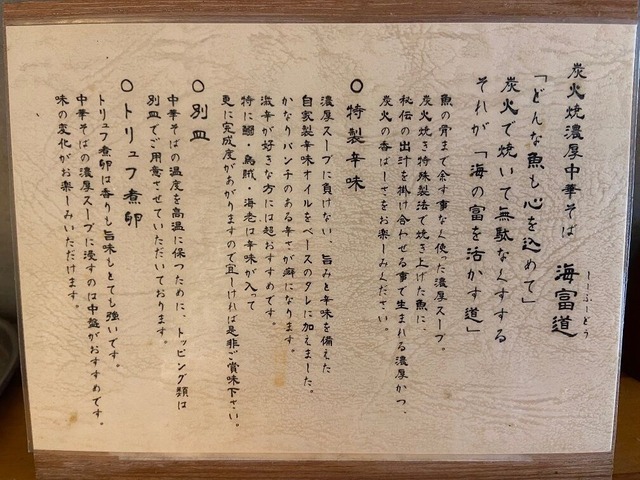 炭火焼濃厚中華そば 海富道
しーふーどう
「どんな魚も心を込めて」
炭火で焼いて無駄なくすする
それが「海の富を活かす道」
魚の骨まで余す事なく使った濃厚スープ。
炭火焼き特殊製法で焼き上げた魚に、
秘伝の出汁を掛け合わせる事で生まれる濃厚かつ、
炭火の香ばしさをお楽しみください。
〇 特製辛味
濃厚スープに負けない、旨みと辛味を備えた
自家製辛味オイルをベースのタレに加えました。
かなりパンチのある辛さが癖になります。
激辛が好きな方には超おすすめです。
特に鯛・烏賊・海老は辛味が入って
更に完成度があがりますので宜しければ是非ご賞味下さい。
〇 別皿
中華そばの温度を高温に保つために、トッピング類は
別皿でご用意させていただいております。
〇 トリュフ煮卵
トリュフ煮卵は香りも旨味もとても強いです。
中華そばの濃厚スープに浸すのは中盤がおすすめです。
味の変化がお楽しみいただけます。